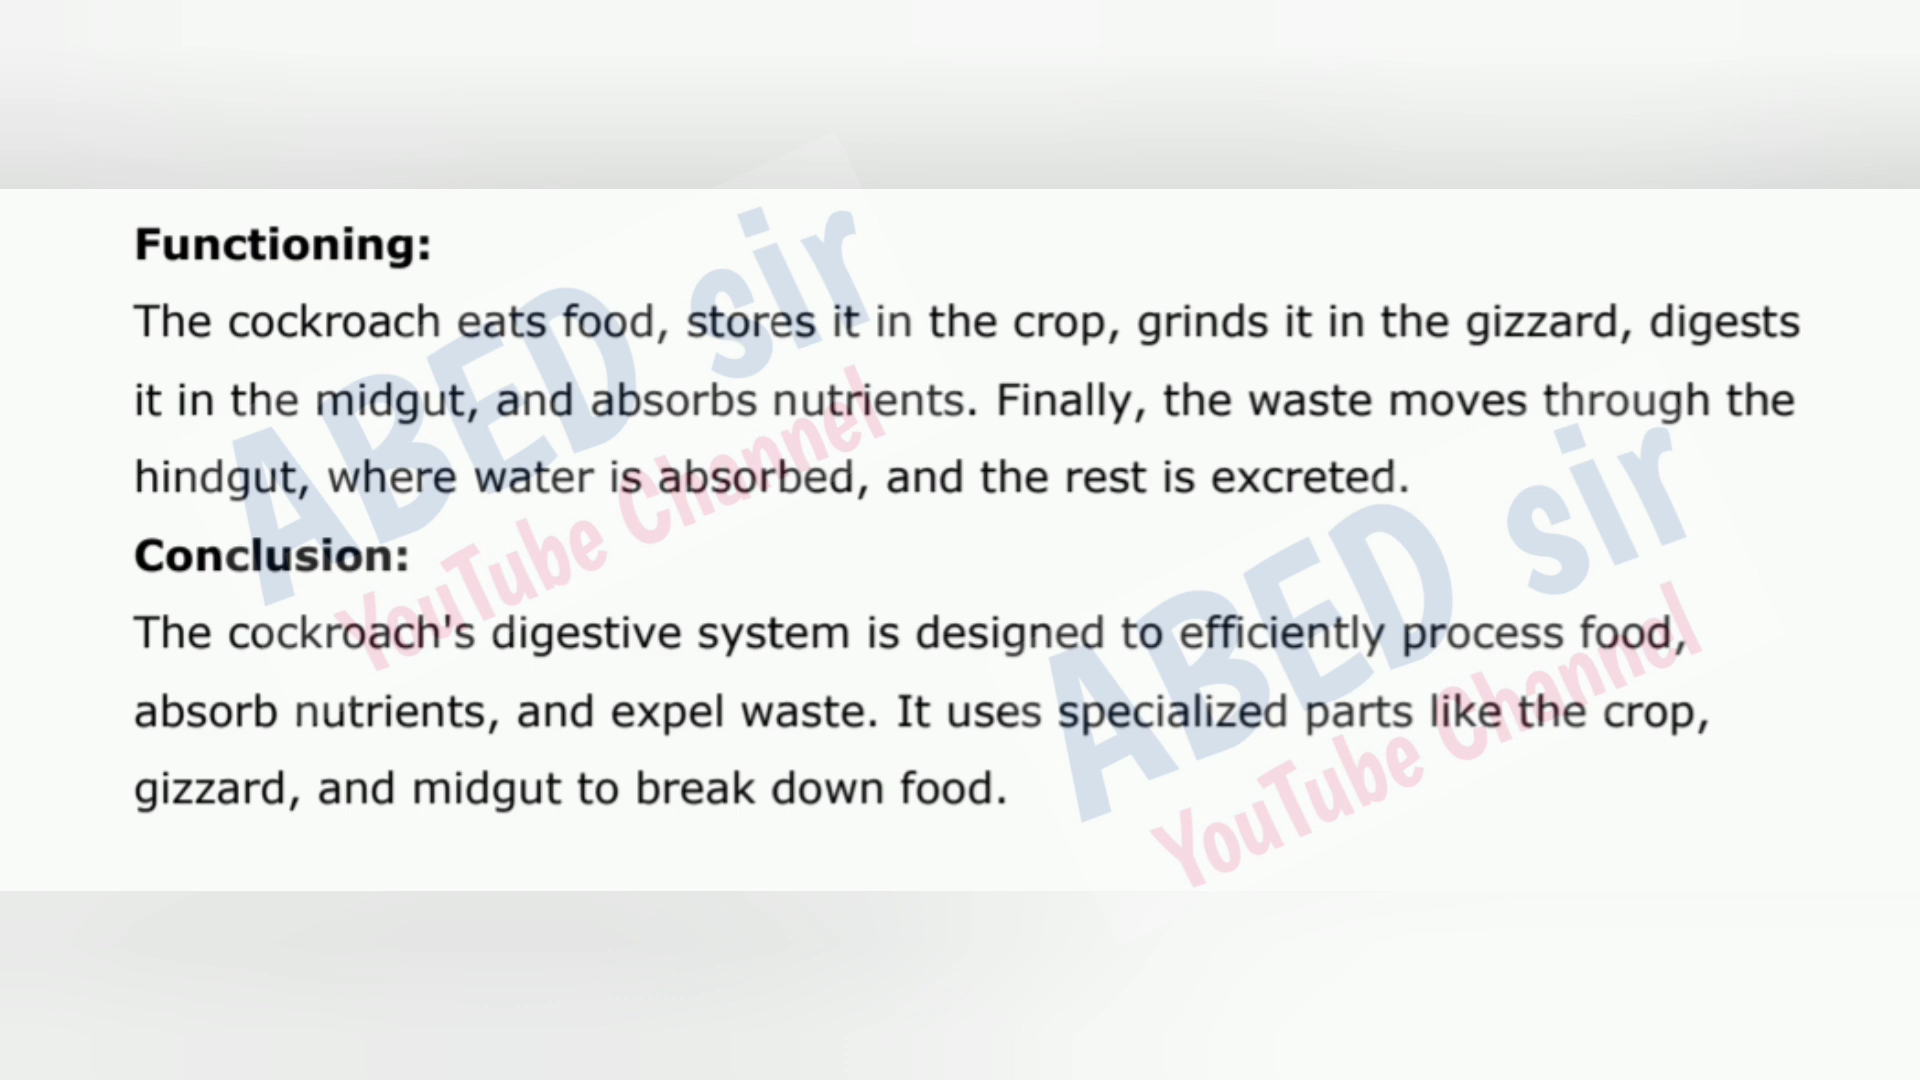 Functioning:
The cockroach eats food, stores it in the crop, grinds it in the gizzard, digests
it in the midgut, and absorbs nutrients. Finally, the waste moves through the
hindgut, where water is absorbed, and the rest is excreted.
Conclusion:
The cockroach's digestive system is designed to efficiently process food,
absorb nutrients, and expel waste. It uses specialized parts like the crop,
gizzard, and midgut to break down food.
ABED sir
YouTube Channel
ABED sir
YouTube Channel